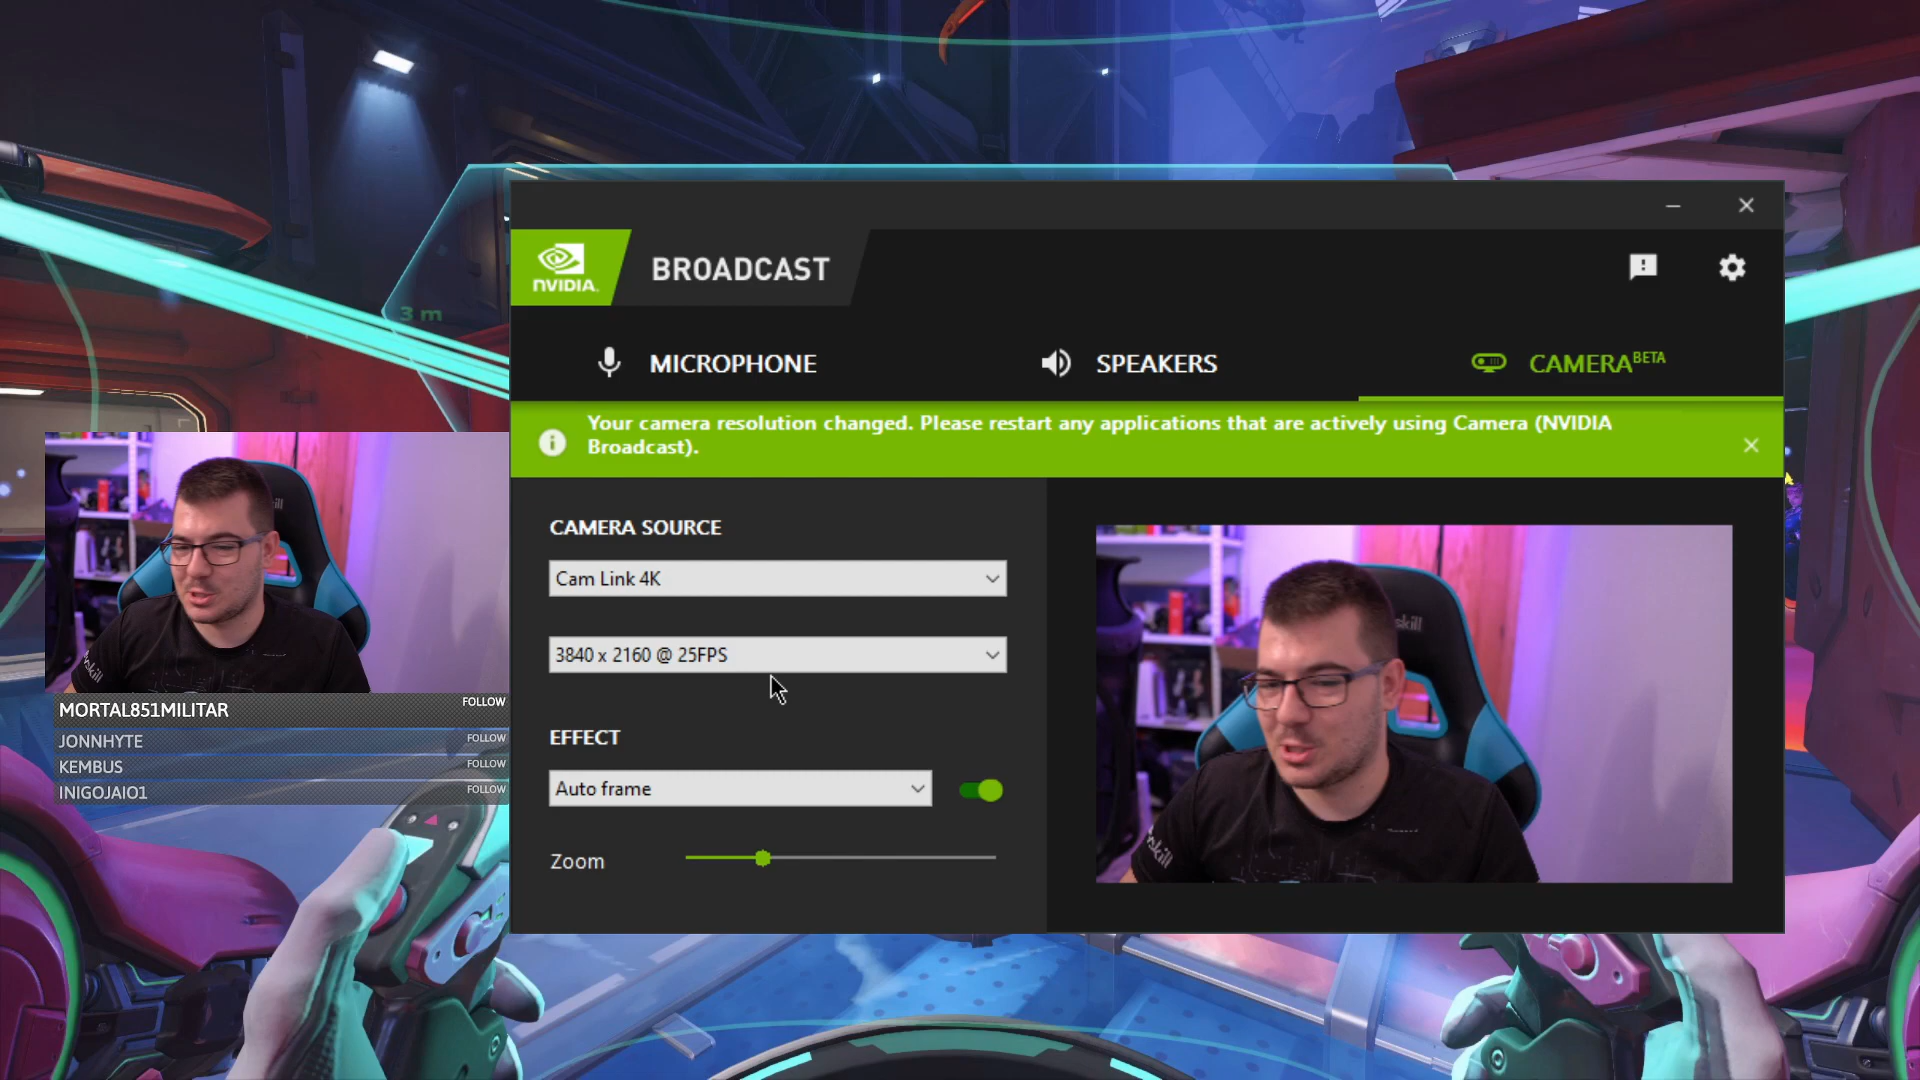 3 m
NVIDIA.
BROADCAST
MICROPHONE
SPEAKERS
CAMERA BETA
Your camera resolution changed. Please restart any applications that are actively using Camera (NVIDIA
Broadcast).
CAMERA SOURCE
Cam Link 4K
3840 x 2160 @ 25FPS
EFFECT
Auto frame
Zoom
MORTAL851MILITAR FOLLOW
JONNHYTE FOLLOW
KEMBUS FOLLOW
INIGOJAIO1 FOLLOW
skill
skill